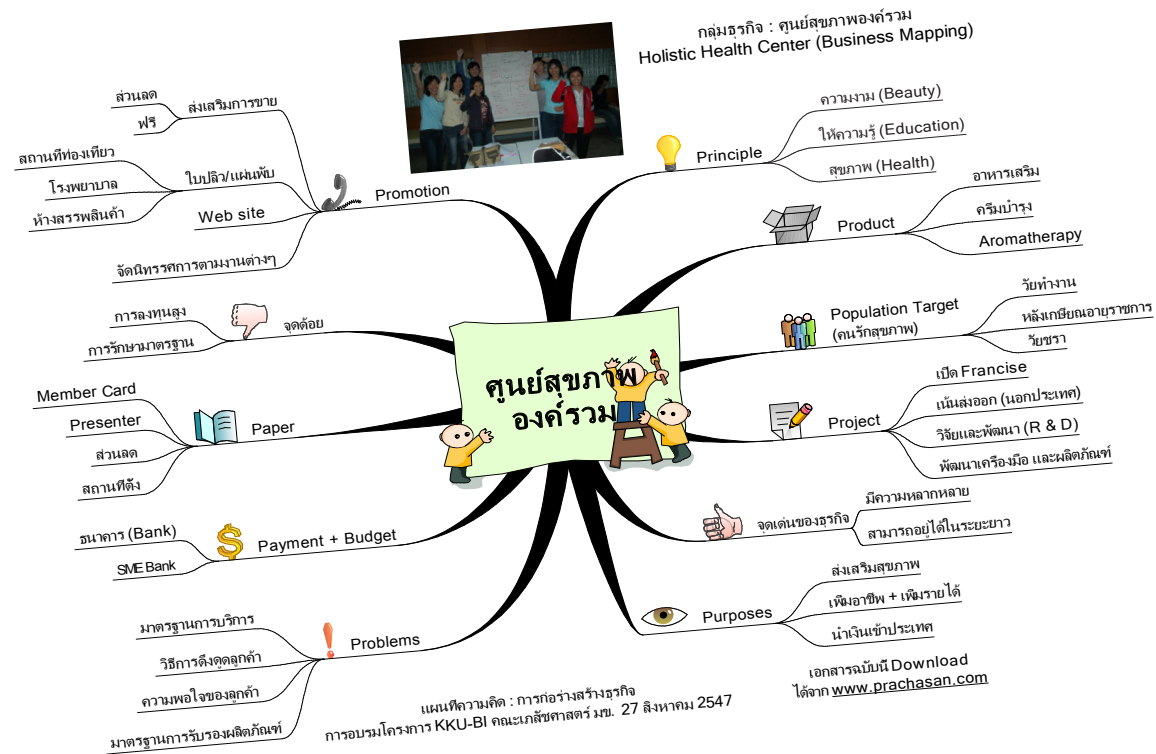 กลุ่มธุรกิจ : ศูนย์สุขภาพองค์รวม
Holistic Health Center (Business Mapping)
ศูนย์สุขภาพ
องค์รวม
Principle
ความงาม (Beauty)
ให้ความรู้ (Education)
สุขภาพ (Health)
Product
อาหารเสริม
ครีมบำรุง
Aromatherapy
Population Target
(คนรักสุขภาพ)
วัยทำงาน
หลังเกษียณอายุราชการ
วัยชรา
Project
เปิด Francise
เน้นส่งออก (นอกประเทศ)
วิจัยและพัฒนา (R & D)
พัฒนาเครื่องมือ และผลิตภัณฑ์
จุดเด่นของธุรกิจ
มีความหลากหลาย
สามารถอยู่ได้ในระยะยาว
Purposes
ส่งเสริมสุขภาพ
เพิ่มอาชีพ + เพิ่มรายได้
นำเงินเข้าประเทศ
Promotion
ส่งเสริมการขาย
ส่วนลด
ฟรี
ใบปลิว/แผ่นพับ
สถานที่ท่องเที่ยว
โรงพยาบาล
ห้างสรรพสินค้า
Web site
จัดนิทรรศการตามงานต่างๆ
จุดด้อย
การลงทุนสูง
การรักษามาตรฐาน
Paper
Member Card
Presenter
ส่วนลด
สถานที่ตั้ง
Payment + Budget
ธนาคาร (Bank)
SME Bank
Problems
มาตรฐานการบริการ
วิธีการดึงดูดลูกค้า
ความพอใจของลูกค้า
มาตรฐานการรับรองผลิตภัณฑ์
แผนที่ความคิด : การก่อร่างสร้างธุรกิจ
การอบรมโครงการ KKU-BI คณะเภสัชศาสตร์ มข. 27 สิงหาคม 2547
เอกสารฉบับนี้ Download
ได้จาก www.prachasan.com